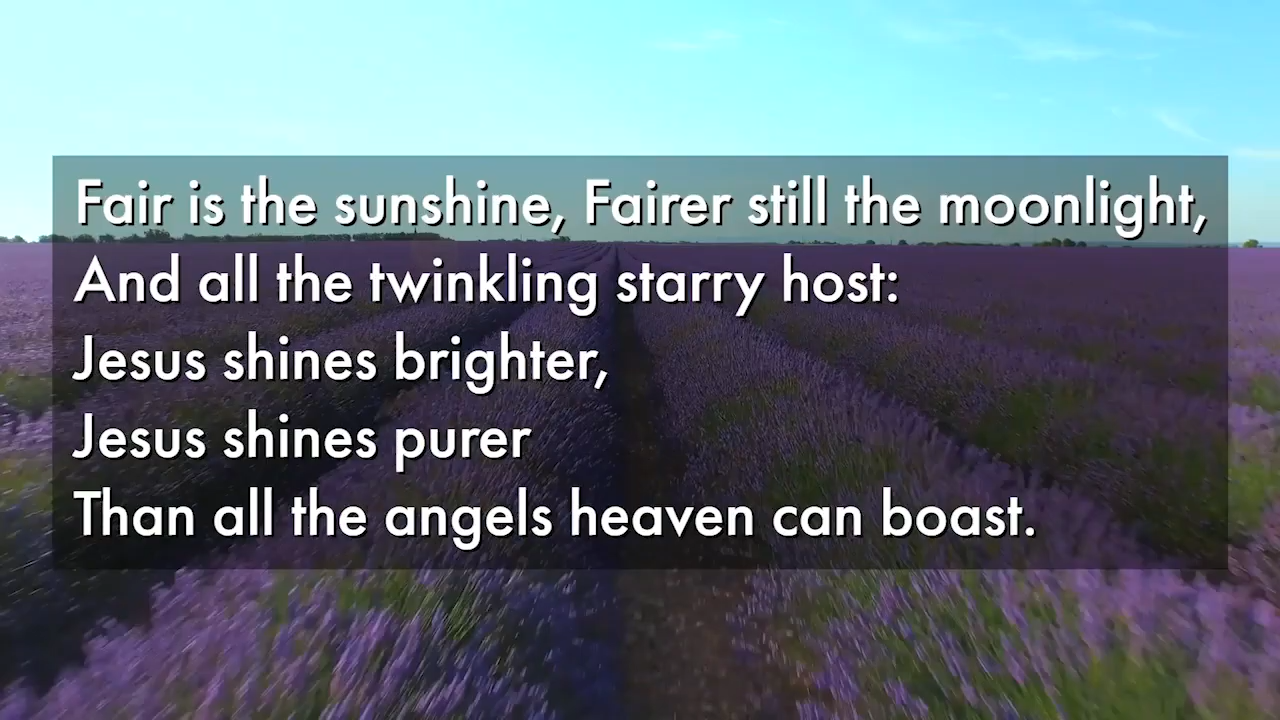 Fair is the sunshine, Fairer still the moonlight,
And all the twinkling starry host:
Jesus shines brighter,
Jesus shines purer
Than all the angels heaven can boast.